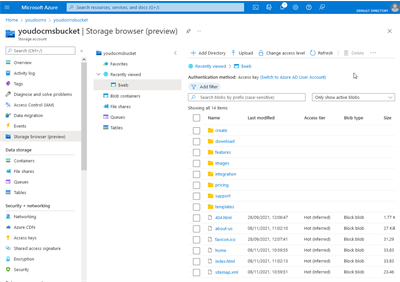 Microsoft Azure
Search resources, services, and docs (G+/)
DEFAULT DIRECTORY
Home > youdocms > youdocmsbucket
youdocmsbucket | Storage browser (preview)
Storage account
Search (Ctrl+/)
Overview
Activity log
Tags
Diagnose and solve problems
Access Control (IAM)
Data migration
Events
Storage browser (preview)
Data storage
Containers
File shares
Queues
Tables
Security + networking
Networking
Azure CDN
Access keys
Shared access signature
Encryption
Security
youdocmsbucket
Favorites
Recently viewed
$web
Blob containers
File shares
Queues
Tables
Add Directory
Upload
Change access level
Refresh
Delete
Recently viewed > $web
Authentication method: Access key (Switch to Azure AD User Account)
Add filter
Search blobs by prefix (case-sensitive)
Only show active blobs
Showing all 14 items
Name Last modified Access tier Blob type Size
create
download
features
images
integration
pricing
support
templates
404.html 28/09/2021, 13:06:47 Hot (Inferred) Block blob 1.77 K
about-us 08/11/2021, 11:02:10 Hot (Inferred) Block blob 27 KiB
favicon.ico 28/09/2021, 12:07:41 Hot (Inferred) Block blob 31.29
home 08/11/2021, 10:59:55 Hot (Inferred) Block blob 33.83
index.html 08/11/2021, 11:02:13 Hot (Inferred) Block blob 33.83
sitemap.xml 08/11/2021, 10:59:51 Hot (Inferred) Block blob 23.46